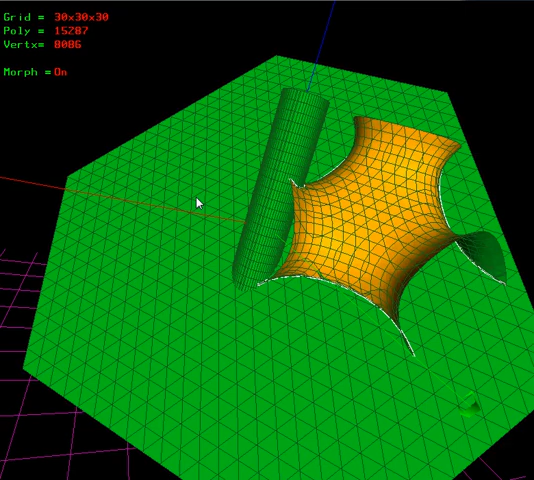 Grid = 30x30x30
Poly = 15287
Vertx= 8086
Morph =On